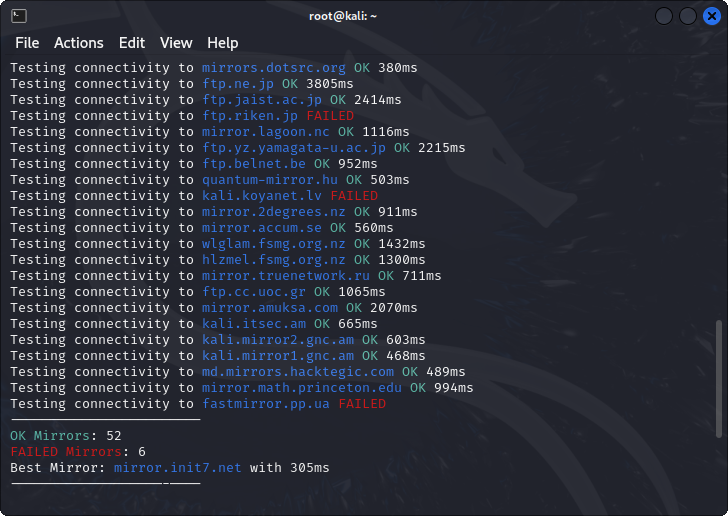 root@kali: ~
File Actions Edit View Help
Testing connectivity to mirrors.dotsrc.org OK 380ms
Testing connectivity to ftp.ne.jp OK 3805ms
Testing connectivity to ftp.jaist.ac.jp OK 2414ms
Testing connectivity to ftp.riken.jp FAILED
Testing connectivity to mirror.lagoon.nc OK 1116ms
Testing connectivity to ftp.yz.yamagata-u.ac.jp OK 2215ms
Testing connectivity to ftp.belnet.be OK 952ms
Testing connectivity to quantum-mirror.hu OK 503ms
Testing connectivity to kali.koyanet.lv FAILED
Testing connectivity to mirror.2degrees.nz OK 911ms
Testing connectivity to mirror.accum.se OK 560ms
Testing connectivity to wlglam.fsmg.org.nz OK 1432ms
Testing connectivity to hlzmel.fsmg.org.nz OK 1300ms
Testing connectivity to mirror.truenetwork.ru OK 711ms
Testing connectivity to ftp.cc.uoc.gr OK 1065ms
Testing connectivity to mirror.amuksa.com OK 2070ms
Testing connectivity to kali.itsec.am OK 665ms
Testing connectivity to kali.mirror2.gnc.am OK 603ms
Testing connectivity to kali.mirror1.gnc.am OK 468ms
Testing connectivity to md.mirrors.hacktegic.com OK 489ms
Testing connectivity to mirror.math.princeton.edu OK 994ms
Testing connectivity to fastmirror.pp.ua FAILED
------------------------
OK Mirrors: 52
FAILED Mirrors: 6
Best Mirror: mirror.init7.net with 305ms
------------------------